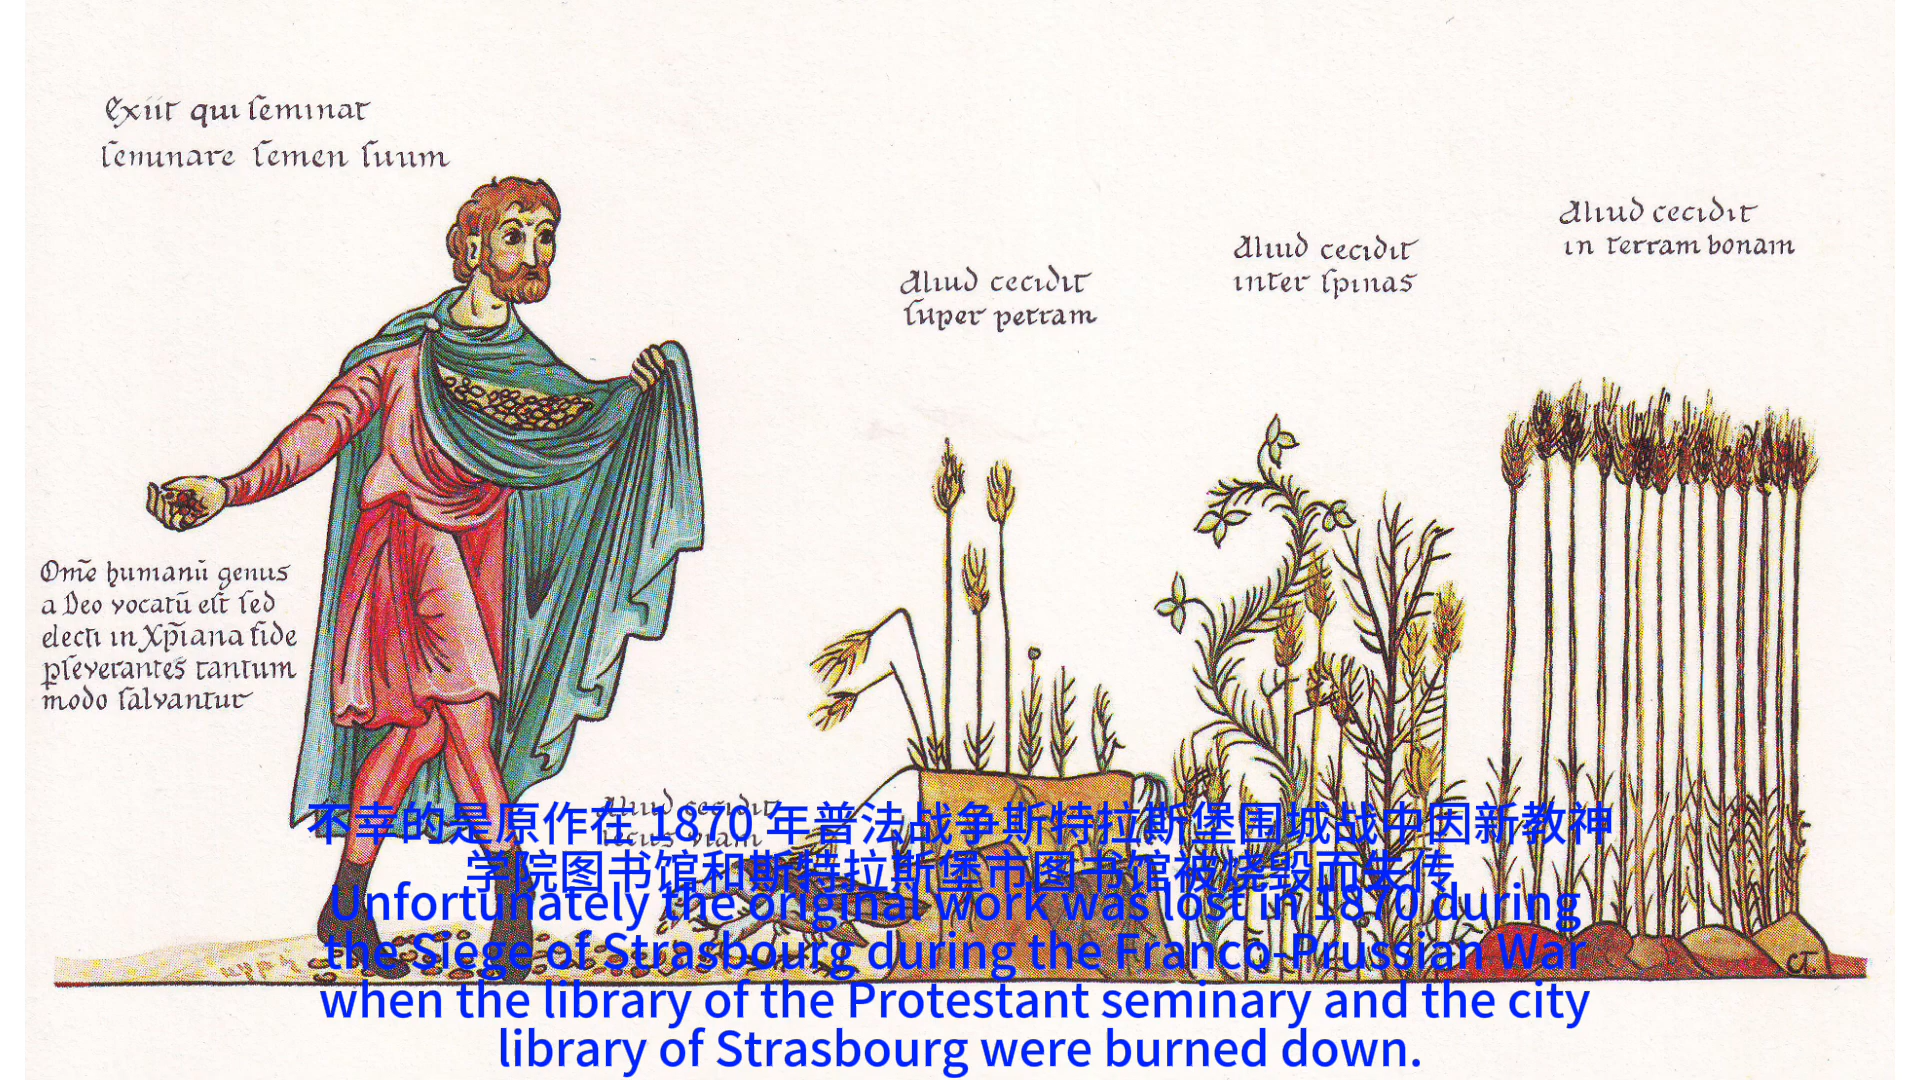 Exiit qui seminat
seminare semen suum
Aliud cecidit
in terram bonam
Aliud cecidit
inter spinas
Aliud cecidit
super petram
Om̄e humanū genus
a Deo vocatū est sed
electi in Xp̄iana fide
pseverantes tantum
modo salvantur
Aliud cecidit
secus viam
不幸的是原作在 1870 年普法战争斯特拉斯堡围城战中因新教神
学院图书馆和斯特拉斯堡市图书馆被烧毁而失传
Unfortunately the original work was lost in 1870 during
the Siege of Strasbourg during the Franco-Prussian War
when the library of the Protestant seminary and the city
library of Strasbourg were burned down.
CT.